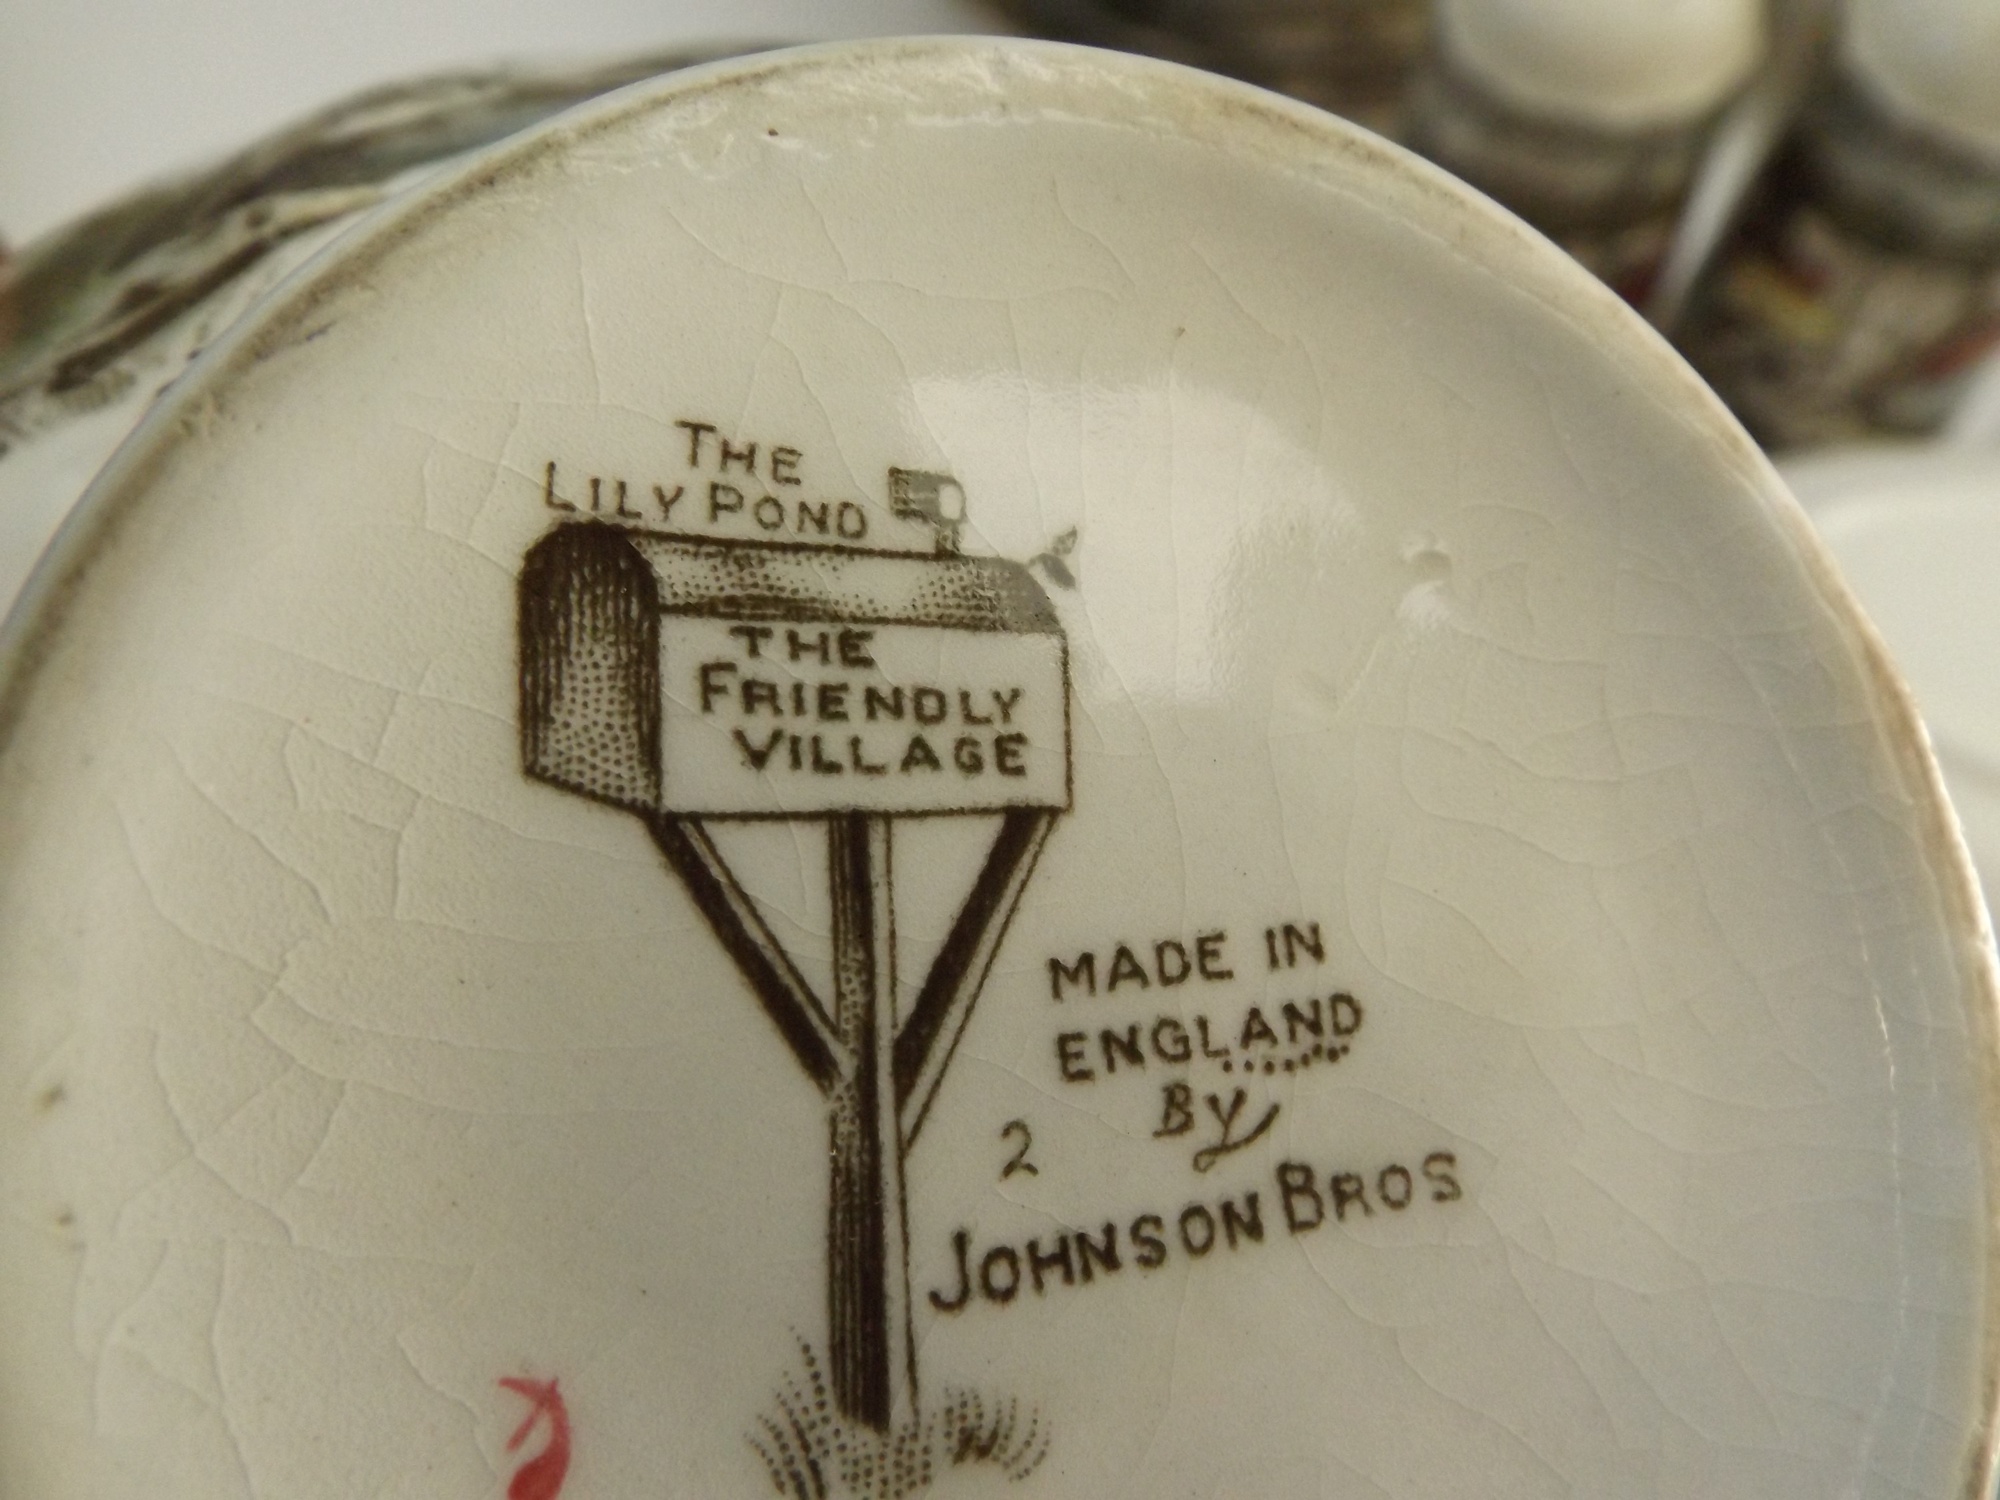 THE
LILY POND
THE
FRIENDLY
VILLAGE
MADE IN
ENGLAND
By
2
JOHNSON BROS